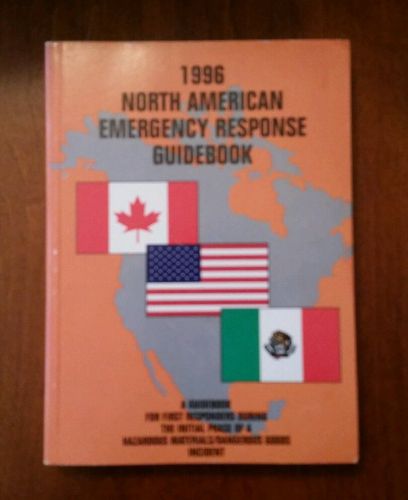 1996
NORTH AMERICAN
EMERGENCY RESPONSE
GUIDEBOOK
A GUIDEBOOK
FOR FIRST RESPONDERS DURING
THE INITIAL PHASE OF A
HAZARDOUS MATERIALS/DANGEROUS GOODS
INCIDENT